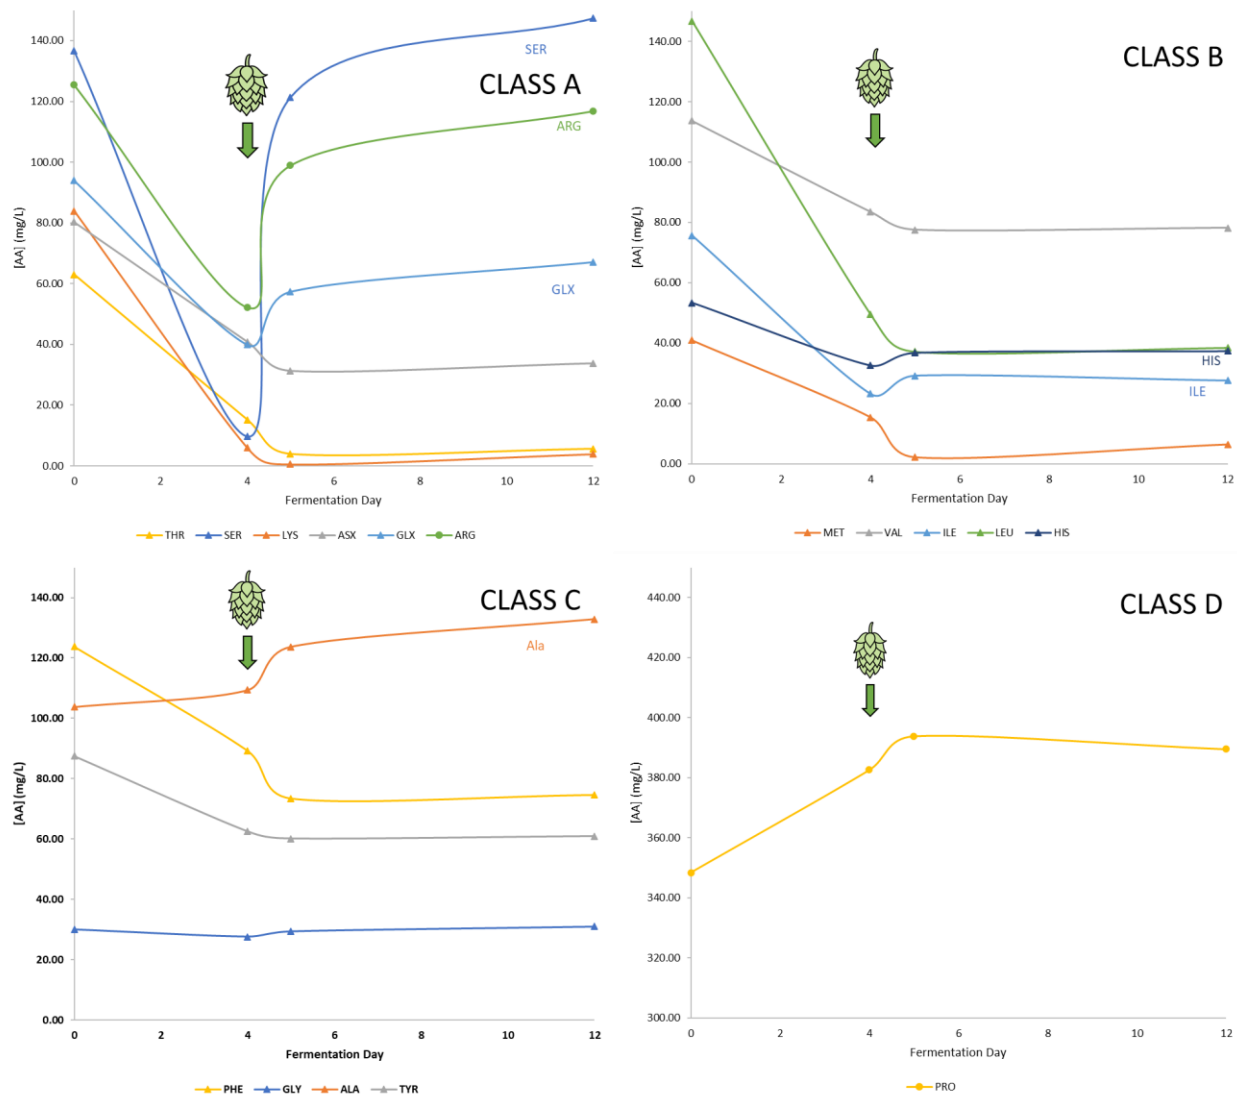 CLASS A
[AA] (mg/L)
140.00
120.00
100.00
80.00
60.00
40.00
20.00
0.00
SER
ARG
GLX
0 2 4 6 8 10 12
Fermentation Day
THR SER LYS ASX GLX ARG
CLASS B
[AA] (mg/L)
140.00
120.00
100.00
80.00
60.00
40.00
20.00
0.00
HIS
ILE
0 2 4 6 8 10 12
Fermentation Day
MET VAL ILE LEU HIS
CLASS C
[AA] (mg/L)
140.00
120.00
100.00
80.00
60.00
40.00
20.00
0.00
Ala
0 2 4 6 8 10 12
Fermentation Day
PHE GLY ALA TYR
CLASS D
[AA] (mg/L)
440.00
420.00
400.00
380.00
360.00
340.00
320.00
300.00
0 2 4 6 8 10 12
Fermentation Day
PRO